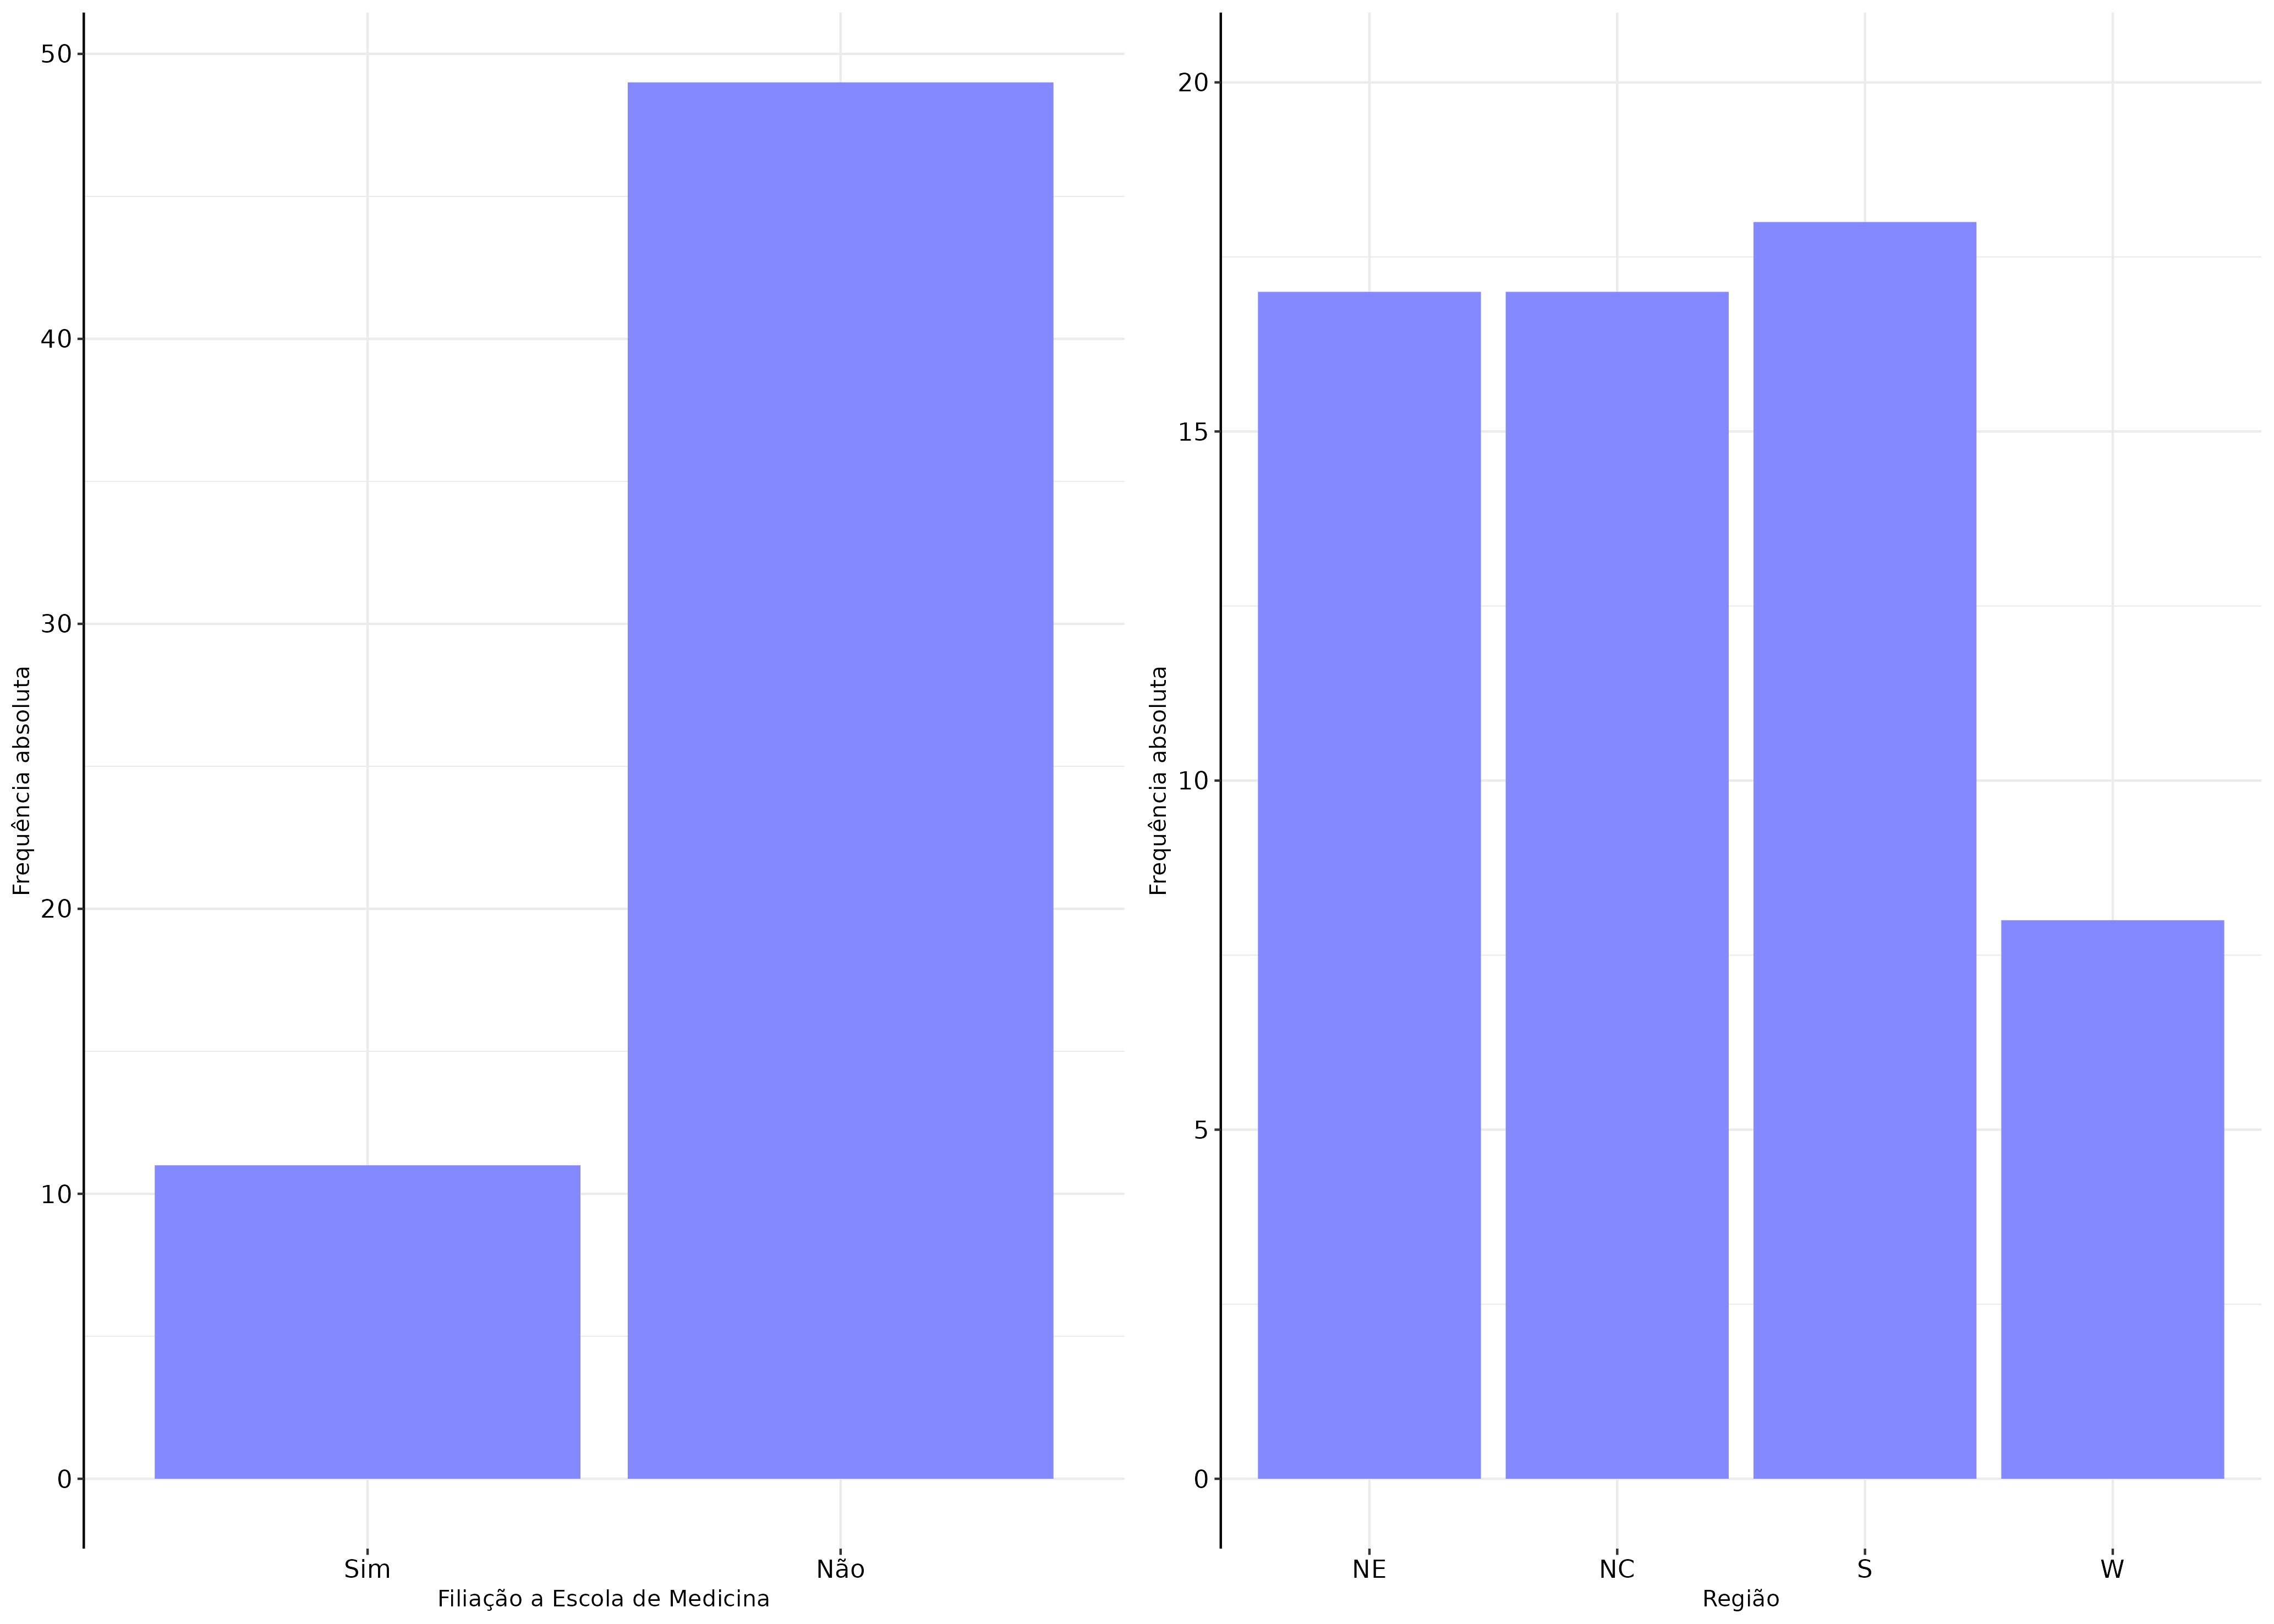 50
40
30
20
10
0
Frequência absoluta
Sim Não
Filiação a Escola de Medicina
20
15
10
5
0
Frequência absoluta
NE NC S W
Região